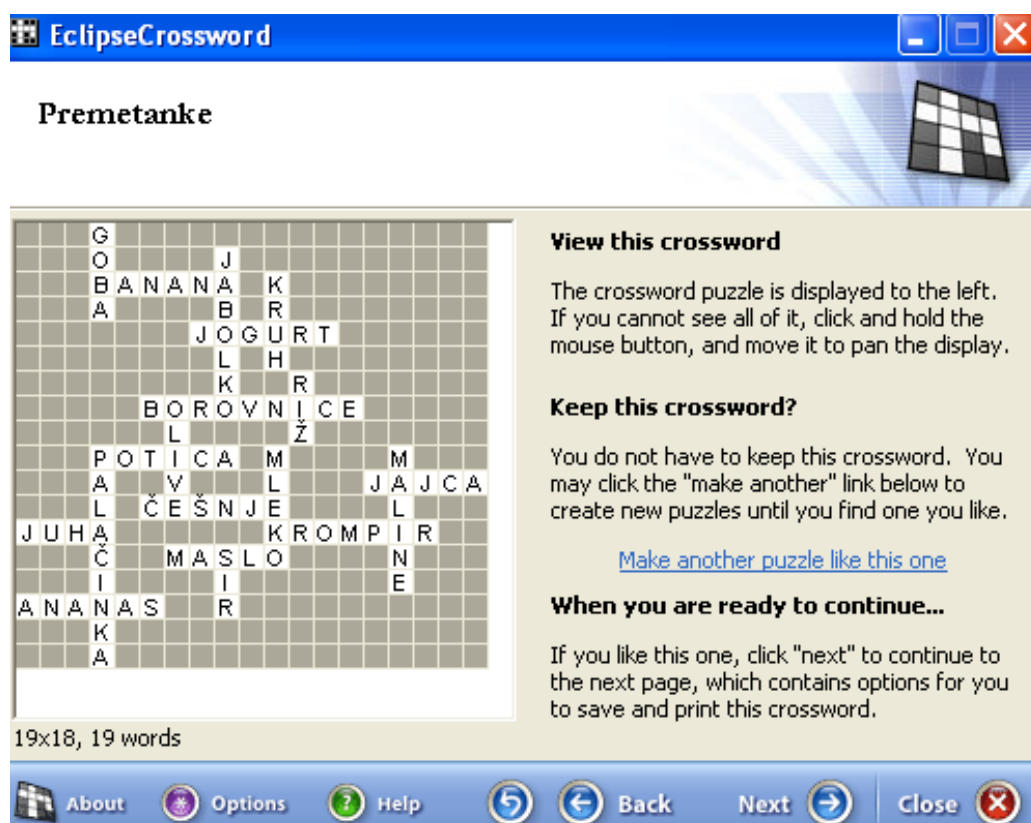 EclipseCrossword
Premetanke
G
O J
BANANA K
A B R
JOGURT
L H
K R
BOROVNICE
L Ž
POTICA M M
A V L JAJCA
L ČEŠNJE L
JUHA KROMPIR
Č MASLO N
I I E
ANANAS R
K
A
19x18, 19 words
View this crossword
The crossword puzzle is displayed to the left.
If you cannot see all of it, click and hold the
mouse button, and move it to pan the display.
Keep this crossword?
You do not have to keep this crossword. You
may click the "make another" link below to
create new puzzles until you find one you like.
Make another puzzle like this one
When you are ready to continue...
If you like this one, click "next" to continue to
the next page, which contains options for you
to save and print this crossword.
About Options Help Back Next Close